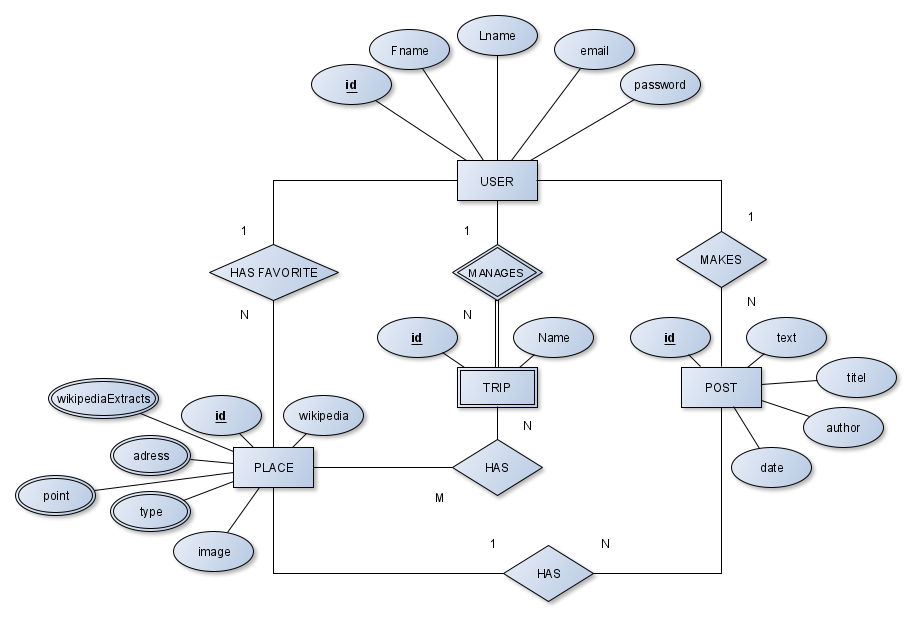 Lname
Fname
email
id
password
USER
1
1
1
HAS FAVORITE
MANAGES
MAKES
N
N
N
id
Name
id
text
TRIP
POST
titel
wikipediaExtracts
id
wikipedia
author
N
adress
PLACE
HAS
date
point
M
type
image
1
N
HAS